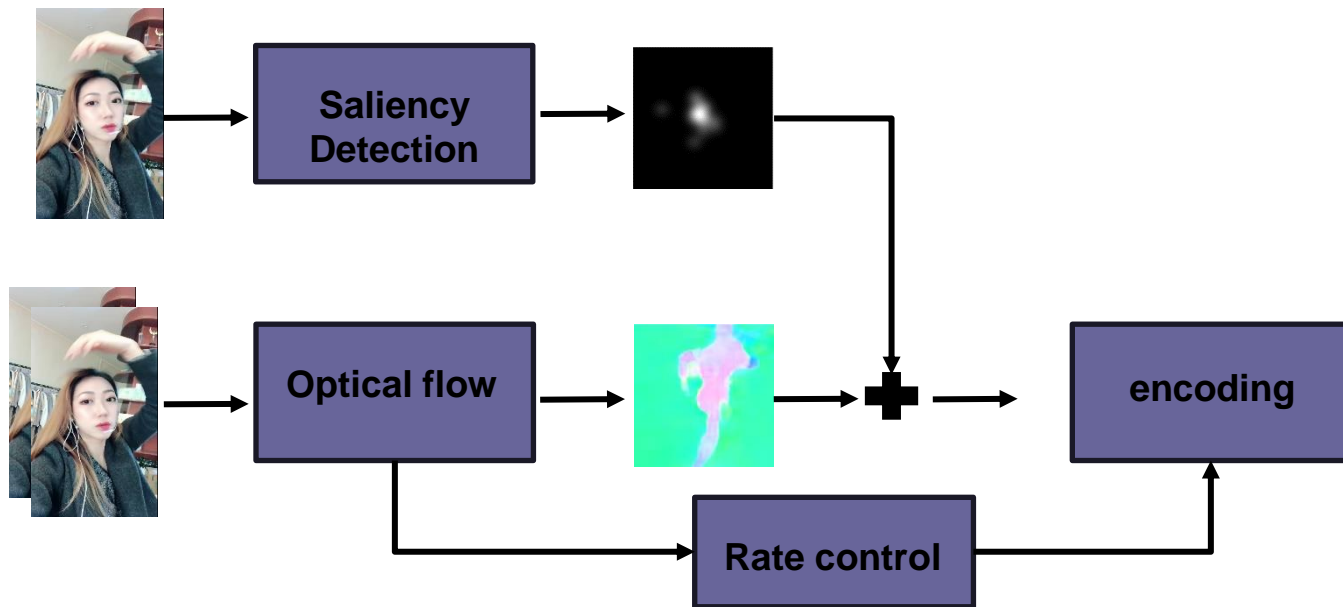 Saliency
Detection
Optical flow
encoding
Rate control